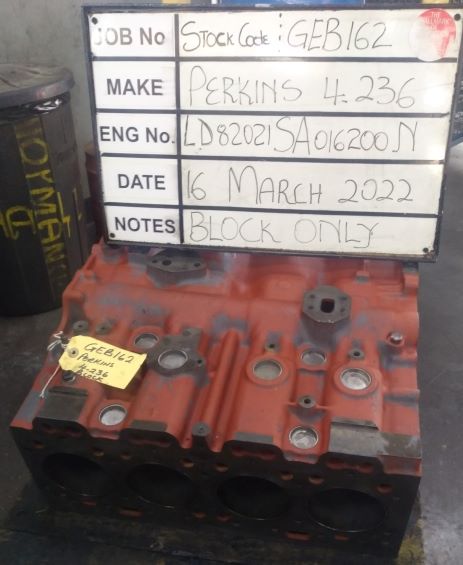 JOB No Stock Code : GEB162
MAKE PERKINS 4.236
ENG No. LD82021SA016200N
DATE 16 MARCH 2022
NOTES BLOCK ONLY
GEB162
PERKINS
4.236
BLOCK